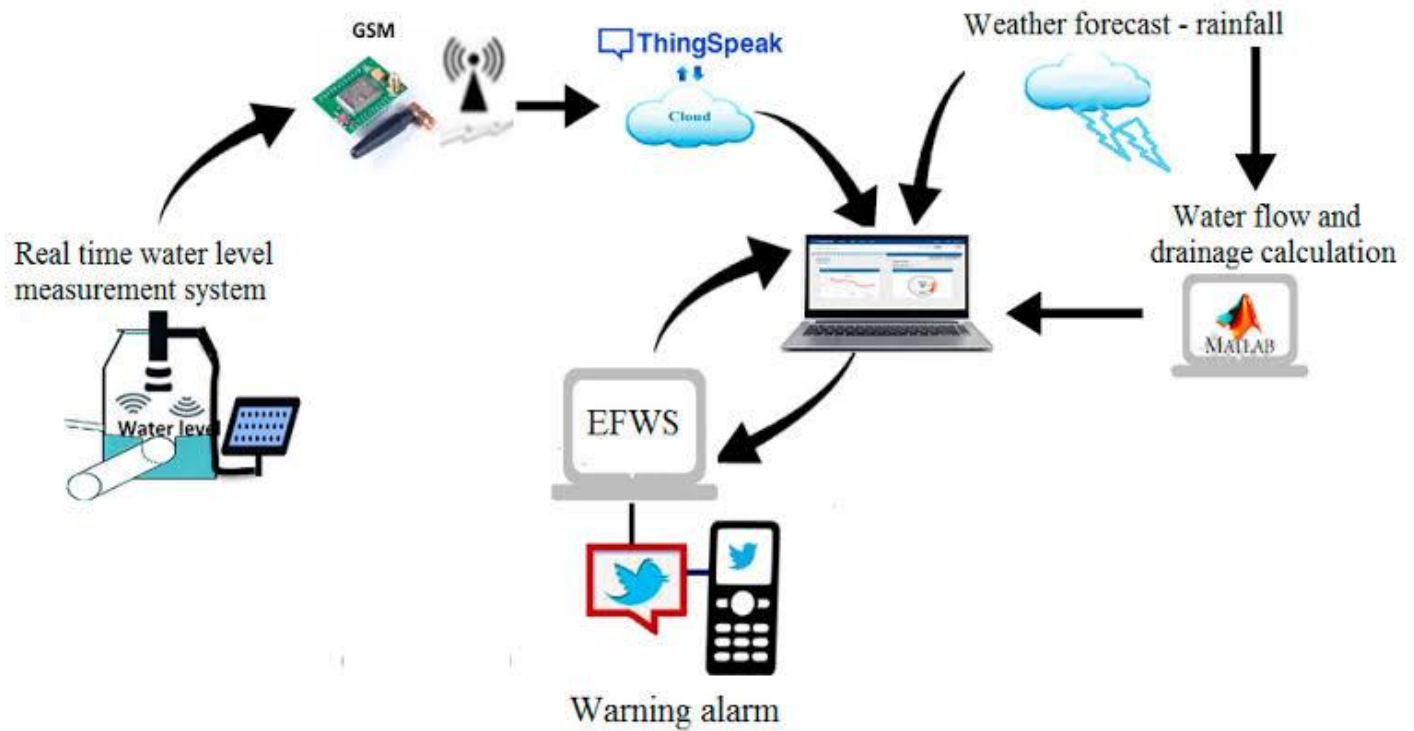 GSM
ThingSpeak
Cloud
Weather forecast - rainfall
Real time water level
measurement system
Water level
Water flow and
drainage calculation
MATLAB
EFWS
Warning alarm